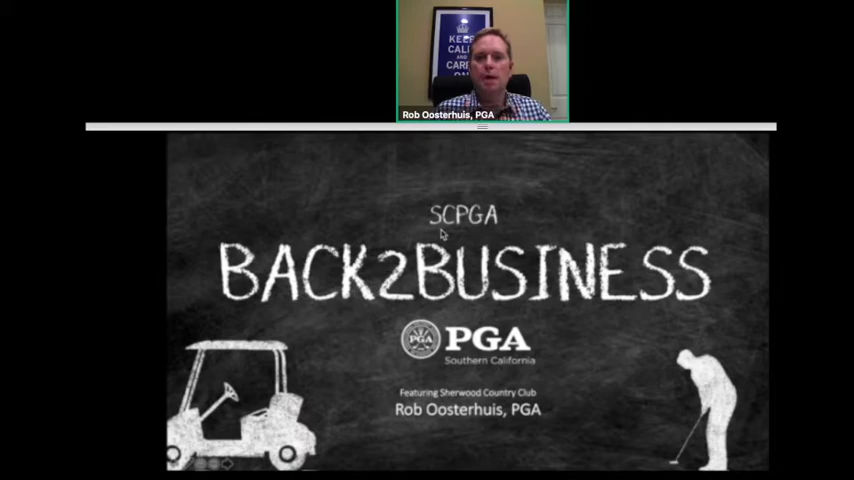 KEEP
CALM
AND
CARRY
ON
Rob Oosterhuis, PGA
SCPGA
BACK2BUSINESS
PGA
PGA
Southern California
Featuring Sherwood Country Club
Rob Oosterhuis, PGA